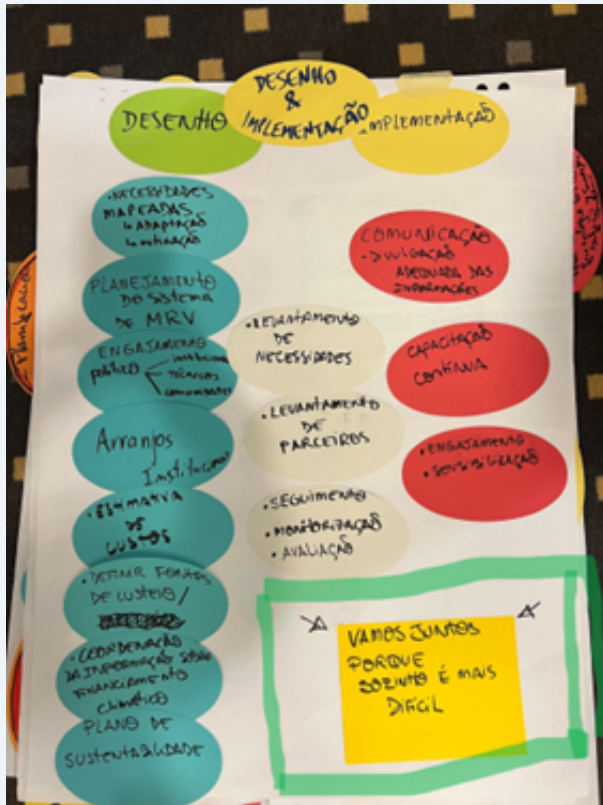 DESENHO
DESENHO
&
IMPLEMENTAÇÃO
IMPLEMENTAÇÃO
• NECESSIDADES
MAPEADAS
↳ ADAPTAÇÃO
↳ MITIGAÇÃO
PLANEJAMENTO
DO SISTEMA
DE MRV
ENGAJAMENTO
POLÍTICO
TÉCNICOS
COMUNIDADES
Arranjos
Institucional
• ESTIMATIVA
DE
CUSTOS
• DEFINIR FONTES
DE CUSTEIO /
• COORDENAÇÃO
DA INFORMAÇÃO SOBRE
FINANCIAMENTO
climático
PLANO DE
SUSTENTABILIDADE
• LEVANTAMENTO
DE
NECESSIDADES
• LEVANTAMENTO
DE
PARCEIROS
• SEGUIMENTO
• MONITORIZAÇÃO
• AVALIAÇÃO
COMUNICAÇÃO
- DIVULGAÇÃO
ADEQUADA DAS
INFORMAÇÕES
CAPACITAÇÃO
CONTÍNUA
• ENGAJAMENTO
• SENSIBILIZAÇÃO
VAMOS JUNTOS
PORQUE
SOZINHO É MAIS
DIFÍCIL
Planificação